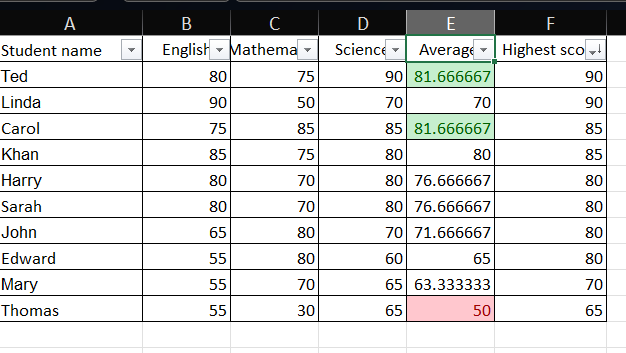 A B C D E F
Student name English Mathema Science Average Highest sco
Ted 80 75 90 81.666667 90
Linda 90 50 70 70 90
Carol 75 85 85 81.666667 85
Khan 85 75 80 80 85
Harry 80 70 80 76.666667 80
Sarah 80 70 80 76.666667 80
John 65 80 70 71.666667 80
Edward 55 80 60 65 80
Mary 55 70 65 63.333333 70
Thomas 55 30 65 50 65